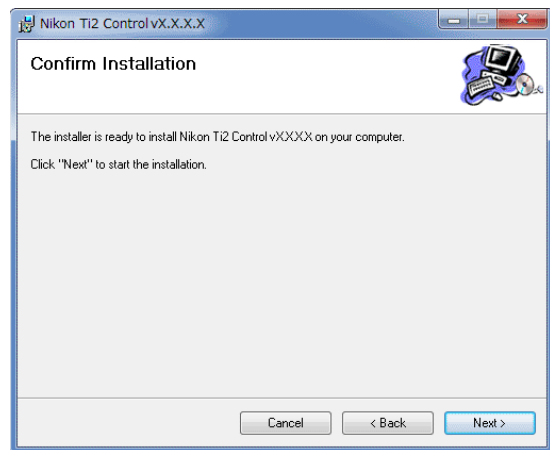 Nikon Ti2 Control vX.X.X.X
Confirm Installation
The installer is ready to install Nikon Ti2 Control vX.X.X.X on your computer.
Click "Next" to start the installation.
Cancel
< Back
Next >